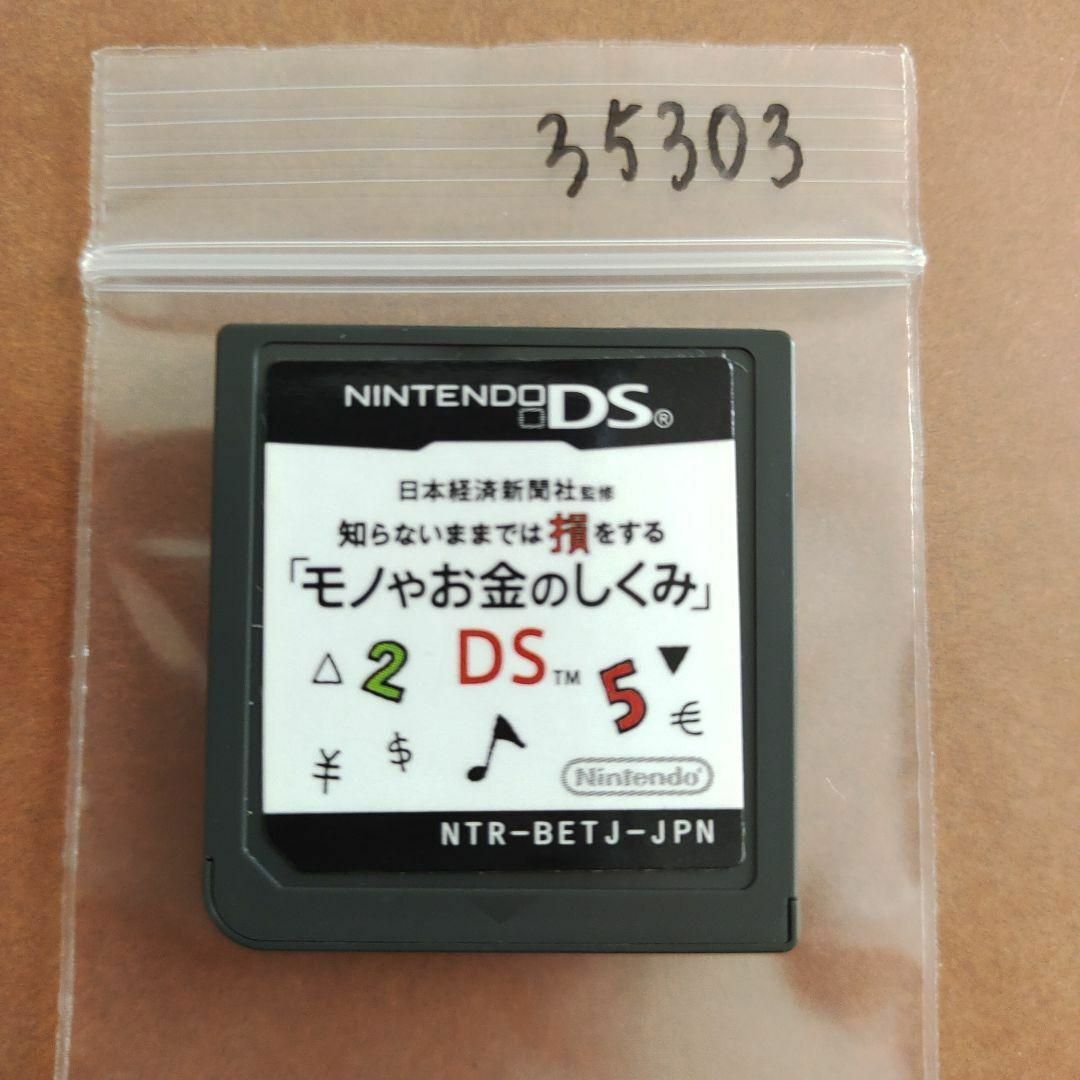 35303
NINTENDO DS®
日本経済新聞社監修
知らないままでは損をする
「モノやお金のしくみ」
DS TM
△ 2 5 ▼
¥ $ ♪ €
Nintendo®
NTR-BETJ-JPN